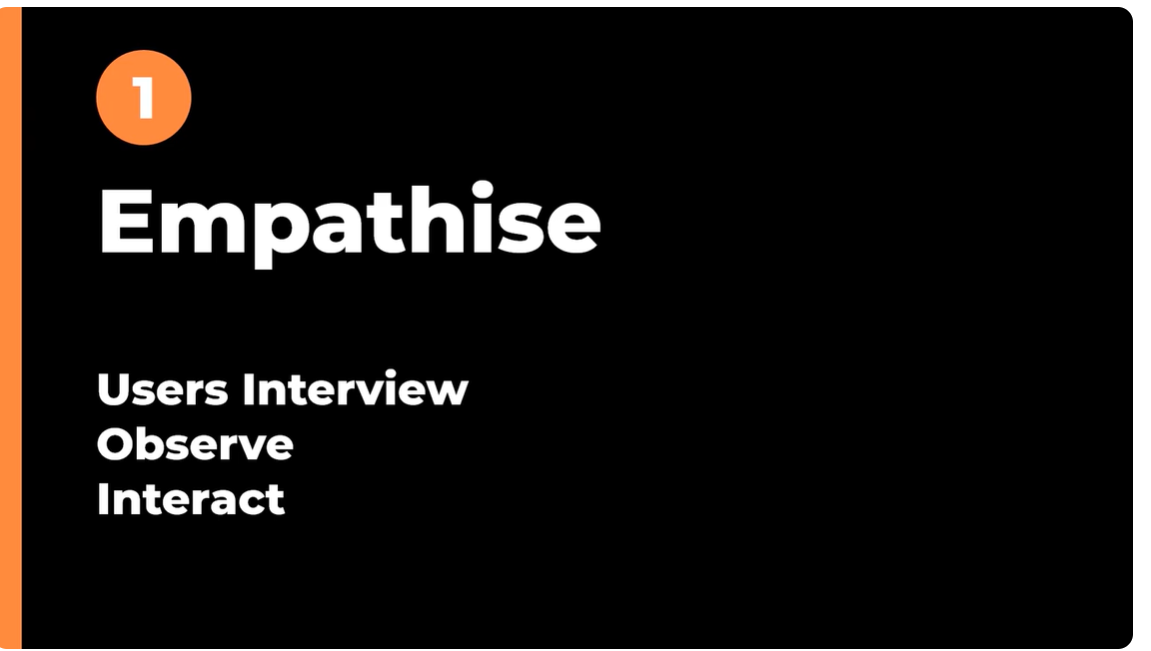 1
Empathise
Users Interview
Observe
Interact